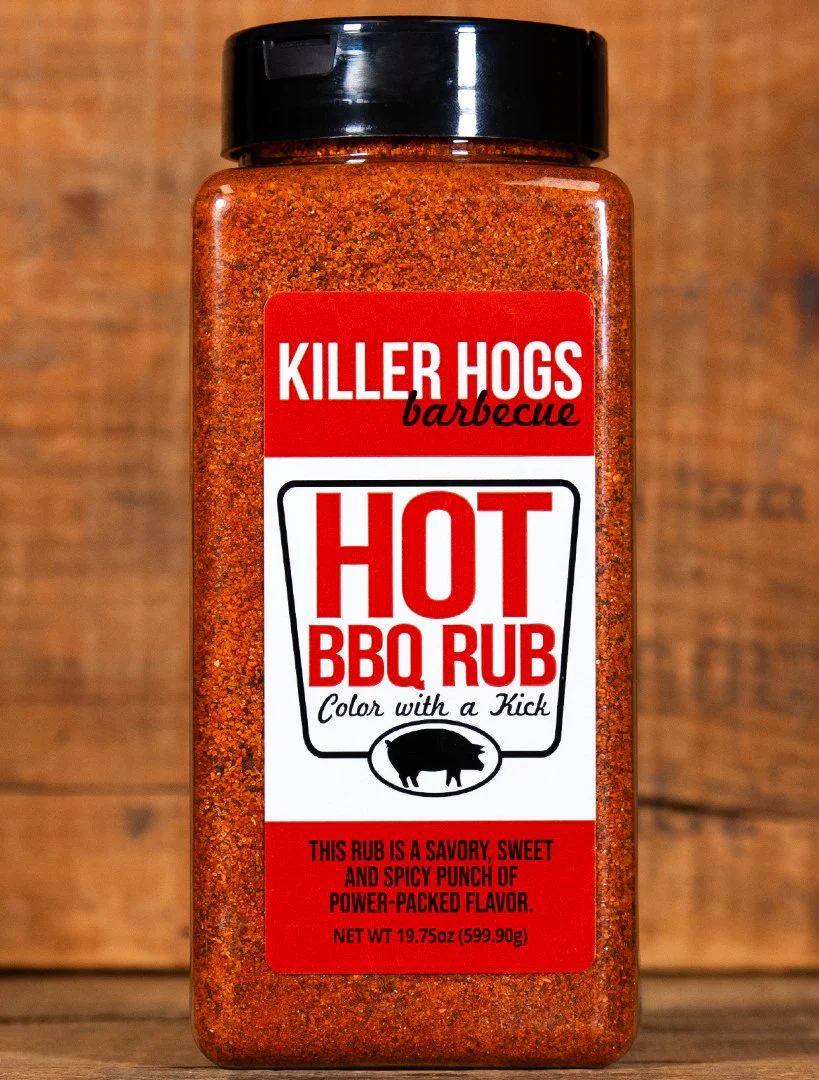 KILLER HOGS
barbecue
HOT
BBQ RUB
Color with a Kick
THIS RUB IS A SAVORY, SWEET
AND SPICY PUNCH OF
POWER-PACKED FLAVOR.
NET WT 19.75oz (599.90g)